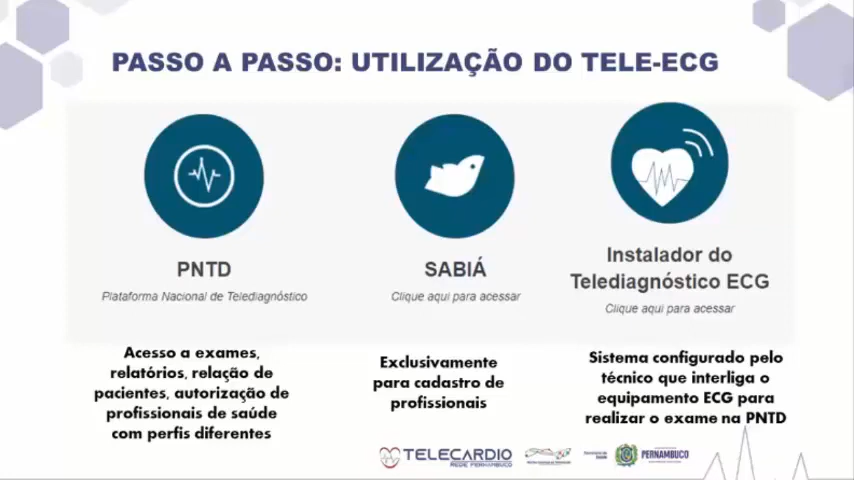 PASSO A PASSO: UTILIZAÇÃO DO TELE-ECG
PNTD
Plataforma Nacional de Telediagnóstico
Acesso a exames,
relatórios, relação de
pacientes, autorização de
profissionais de saúde
com perfis diferentes
SABIÁ
Clique aqui para acessar
Exclusivamente
para cadastro de
profissionais
Instalador do
Telediagnóstico ECG
Clique aqui para acessar
Sistema configurado pelo
técnico que interliga o
equipamento ECG para
realizar o exame na PNTD
TELECARDIO
REDE PERNAMBUCO
PERNAMBUCO